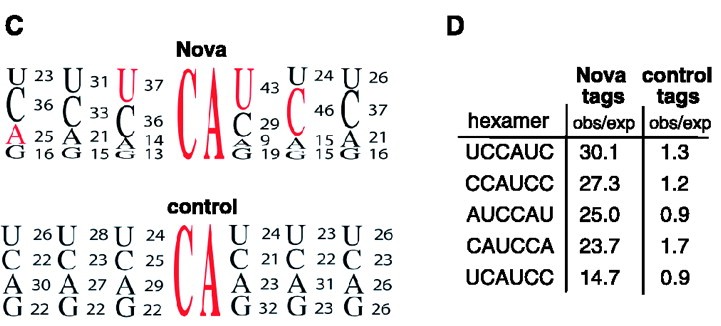 C
Nova
U 23 U 31 U 37 CA U 43 U 24 U 26
C 36 C 33 C 36 C 29 C 46 C 37
A 25 A 21 A 14 A 9 A 15 A 21
G 16 G 15 G 13 G 19 G 15 G 16
control
U 26 U 28 U 24 CA U 24 U 23 U 26
C 22 C 23 C 25 C 21 C 22 C 23
A 30 A 27 A 29 A 23 A 31 A 26
G 22 G 22 G 22 G 32 G 23 G 26
D
Nova control
tags tags
hexamer obs/exp obs/exp
UCCAUC 30.1 1.3
CCAUCC 27.3 1.2
AUCCAU 25.0 0.9
CAUCCA 23.7 1.7
UCAUCC 14.7 0.9